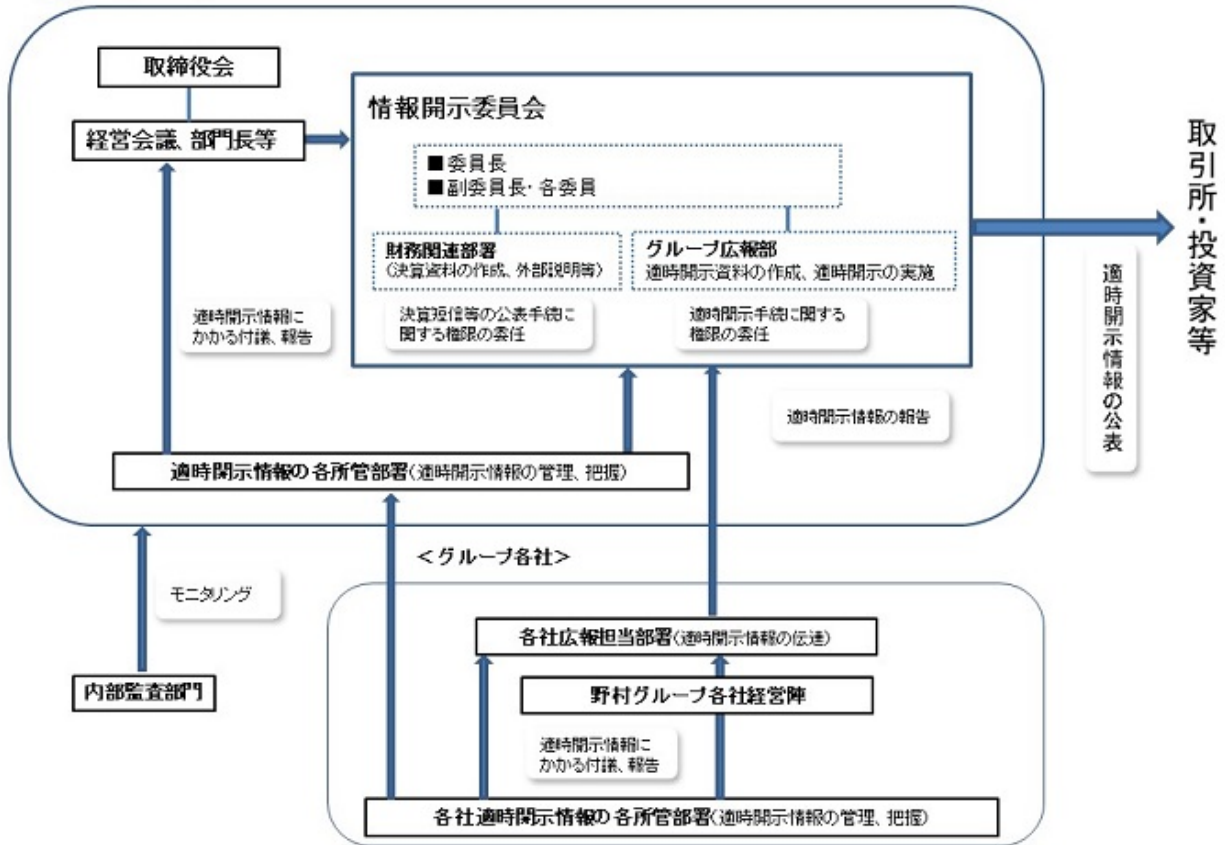 取締役会
経営会議、部門長等
情報開示委員会
■委員長
■副委員長・各委員
財務関連部署
（決算資料の作成、外部説明等）
グループ広報部
適時開示資料の作成、適時開示の実施
決算短信等の公表手続に
関する権限の委任
適時開示手続に関する
権限の委任
適時開示情報に
かかる付議、報告
適時開示情報の報告
取引所・投資家等
適時開示情報の公表
適時開示情報の各所管部署(適時開示情報の管理、把握)
モニタリング
内部監査部門
＜グループ各社＞
各社広報担当部署(適時開示情報の伝達)
野村グループ各社経営陣
適時開示情報に
かかる付議、報告
各社適時開示情報の各所管部署(適時開示情報の管理、把握)